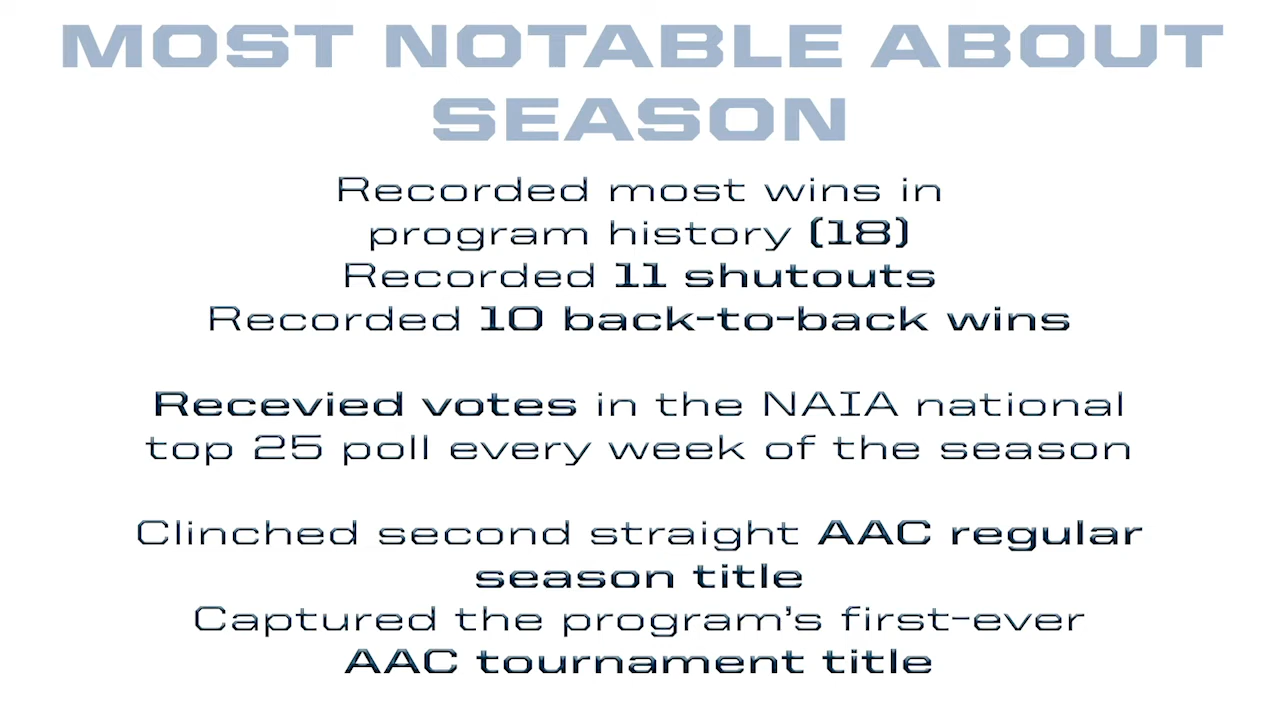 MOST NOTABLE ABOUT
SEASON
Recorded most wins in
program history (18)
Recorded 11 shutouts
Recorded 10 back-to-back wins
Recevied votes in the NAIA national
top 25 poll every week of the season
Clinched second straight AAC regular
season title
Captured the program’s first-ever
AAC tournament title